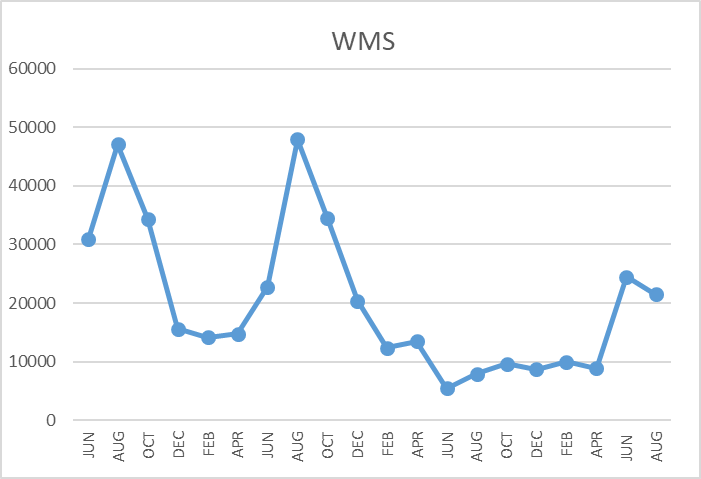 WMS
60000
50000
40000
30000
20000
10000
0
JUN
AUG
OCT
DEC
FEB
APR
JUN
AUG
OCT
DEC
FEB
APR
JUN
AUG
OCT
DEC
FEB
APR
JUN
AUG